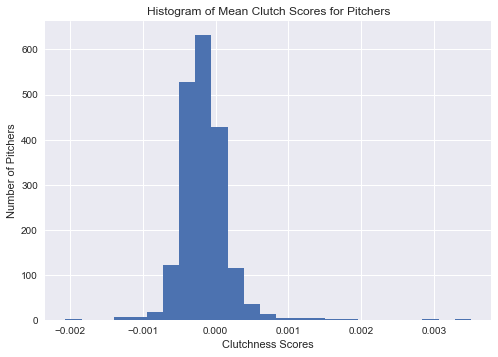 Histogram of Mean Clutch Scores for Pitchers
600
500
400
300
200
100
0
Number of Pitchers
−0.002 −0.001 0.000 0.001 0.002 0.003
Clutchness Scores